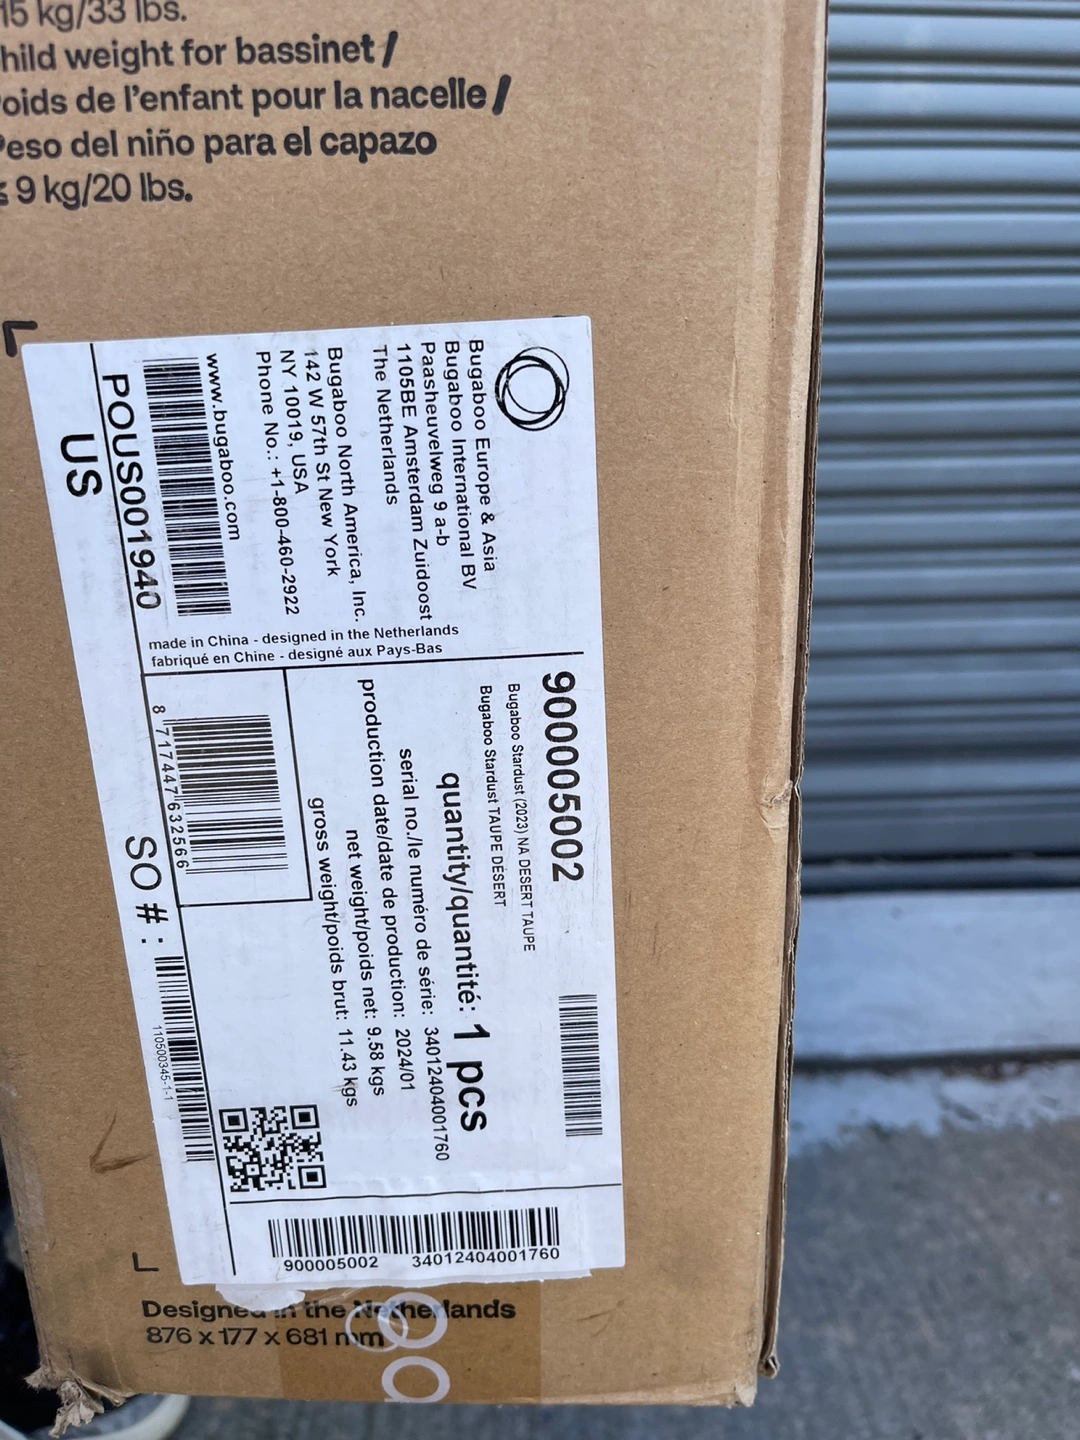 15 kg/33 lbs.
hild weight for bassinet /
oids de l'enfant pour la nacelle /
Peso del niño para el capazo
≤ 9 kg/20 lbs.
Bugaboo Europe & Asia
Bugaboo International BV
Paasheuvelweg 9 a-b
1105BE Amsterdam Zuidoost
The Netherlands
Bugaboo North America, Inc.
142 W 57th St New York
NY 10019, USA
Phone No.: +1-800-460-2922
www.bugaboo.com
POUS001940
US
made in China - designed in the Netherlands
fabriqué en Chine - designé aux Pays-Bas
900005002
Bugaboo Stardust (2023) NA DESERT TAUPE
Bugaboo Stardust TAUPE DÉSERT
quantity/quantité: 1 pcs
serial no./le numéro de série: 34012404001760
production date/date de production: 2024/01
net weight/poids net: 9.58 kgs
gross weight/poids brut: 11.43 kgs
8 717447 632566
SO #:
110500345-1-1
900005002 34012404001760
Designed in the Netherlands
876 x 177 x 681 mm